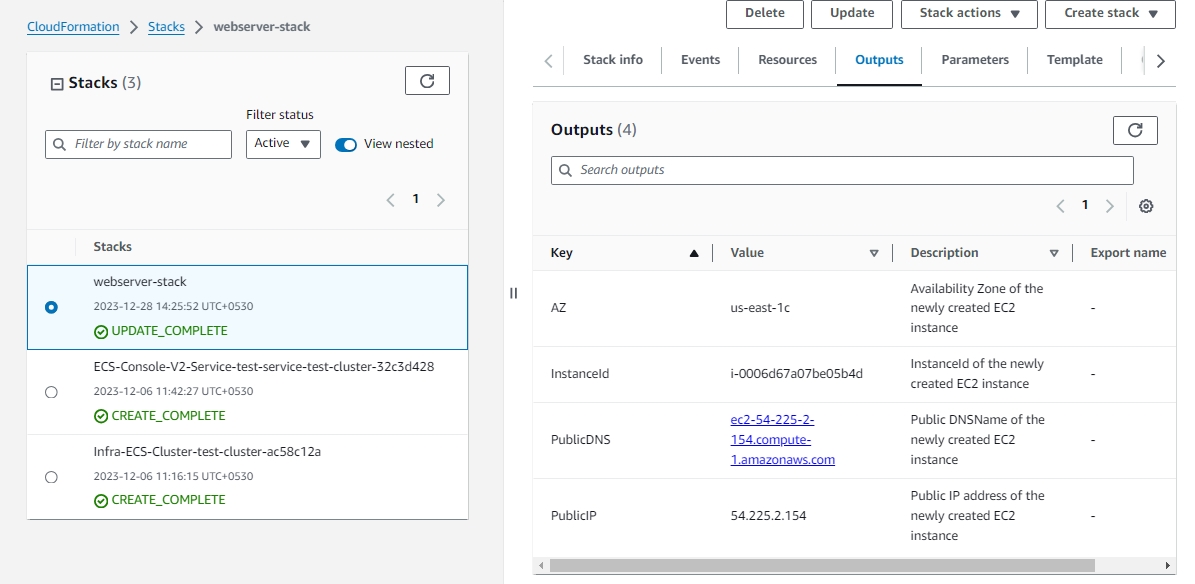 CloudFormation > Stacks > webserver-stack
Stacks (3)
Filter status
Filter by stack name
Active
View nested
1
Stacks
webserver-stack
2023-12-28 14:25:52 UTC+0530
UPDATE_COMPLETE
ECS-Console-V2-Service-test-service-test-cluster-32c3d428
2023-12-06 11:42:27 UTC+0530
CREATE_COMPLETE
Infra-ECS-Cluster-test-cluster-ac58c12a
2023-12-06 11:16:15 UTC+0530
CREATE_COMPLETE
Delete Update Stack actions Create stack
Stack info Events Resources Outputs Parameters Template
Outputs (4)
Search outputs
1
Key Value Description Export name
AZ us-east-1c Availability Zone of the
newly created EC2
instance -
InstanceId i-0006d67a07be05b4d InstanceId of the newly
created EC2 instance -
PublicDNS ec2-54-225-2-
154.compute-
1.amazonaws.com Public DNSName of the
newly created EC2
instance -
PublicIP 54.225.2.154 Public IP address of the
newly created EC2
instance -